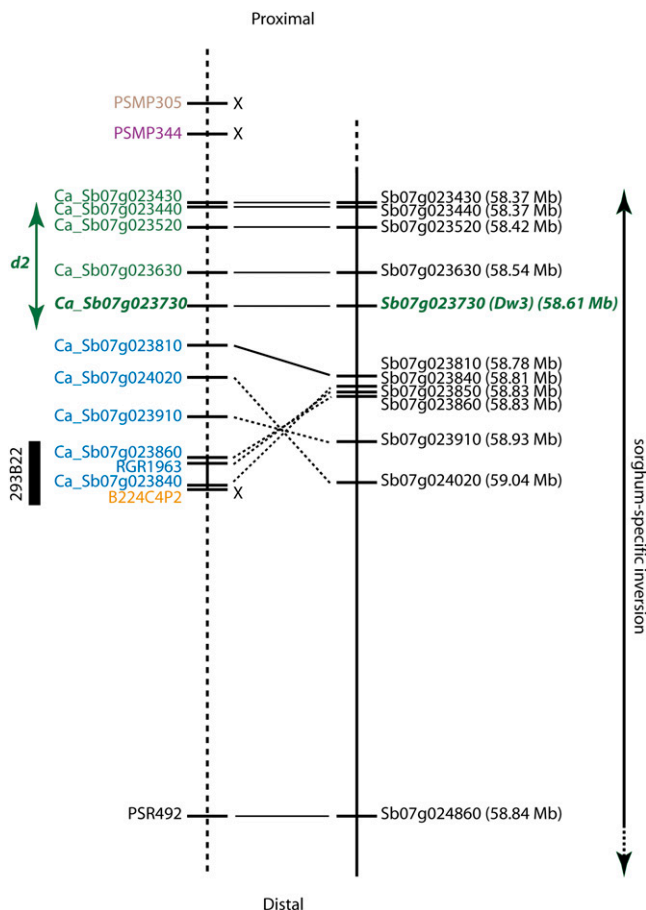 Proximal
PSMP305 X
PSMP344 X
Ca_Sb07g023430 Sb07g023430 (58.37 Mb)
Ca_Sb07g023440 Sb07g023440 (58.37 Mb)
Ca_Sb07g023520 Sb07g023520 (58.42 Mb)
d2
Ca_Sb07g023630 Sb07g023630 (58.54 Mb)
Ca_Sb07g023730 Sb07g023730 (Dw3) (58.61 Mb)
Ca_Sb07g023810
Sb07g023810 (58.78 Mb)
Ca_Sb07g024020 Sb07g023840 (58.81 Mb)
Sb07g023850 (58.83 Mb)
Sb07g023860 (58.83 Mb)
Ca_Sb07g023910
Sb07g023910 (58.93 Mb)
Ca_Sb07g023860
RGR1963
Ca_Sb07g023840 Sb07g024020 (59.04 Mb)
B224C4P2 X
293B22
sorghum-specific inversion
PSR492 Sb07g024860 (58.84 Mb)
Distal